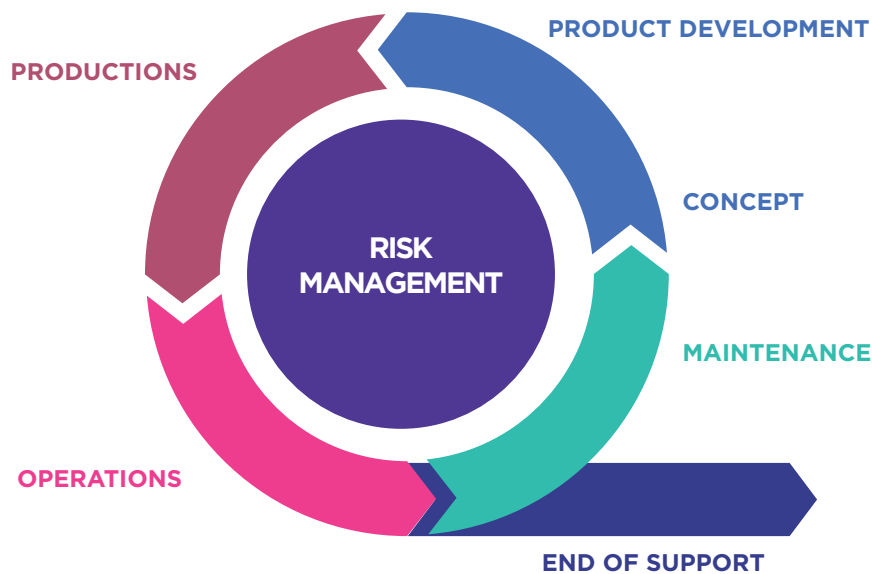 PRODUCT DEVELOPMENT
PRODUCTIONS
CONCEPT
RISK
MANAGEMENT
MAINTENANCE
OPERATIONS
END OF SUPPORT